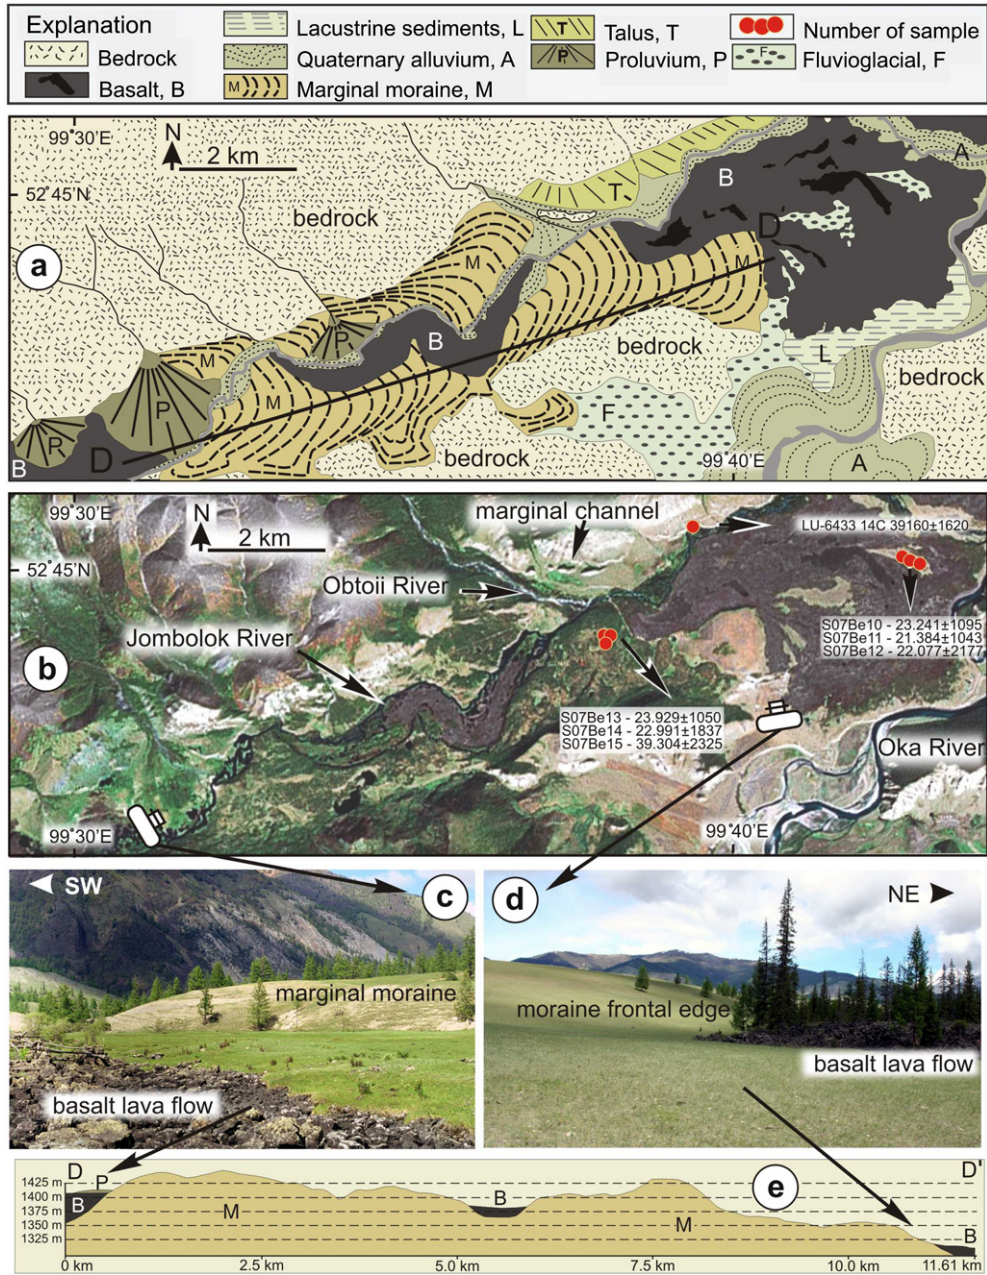 Explanation
Bedrock
Basalt, B
Lacustrine sediments, L
Quaternary alluvium, A
M
Marginal moraine, M
T
Talus, T
P
Proluvium, P
Number of sample
F
Fluvioglacial, F
99°30'E
N
2 km
52°45'N
bedrock
T
B
A
D'
M
M
a
B
P
M
bedrock
L
bedrock
M
P
F
P
B
D
bedrock
99°40'E
A
99°30'E
N
2 km
marginal channel
LU-6433 14C 39160±1620
52°45'N
Obtoii River
Jombolok River
S07Be10 - 23.241±1095
S07Be11 - 21.384±1043
S07Be12 - 22.077±2177
b
S07Be13 - 23.929±1050
S07Be14 - 22.991±1837
S07Be15 - 39.304±2325
Oka River
99°30'E
99°40'E
SW
c
d
NE
marginal moraine
moraine frontal edge
basalt lava flow
basalt lava flow
D
D'
P
e
1425 m
1400 m
1375 m
1350 m
1325 m
B
M
B
M
B
0 km
2.5 km
5.0 km
7.5 km
10.0 km
11.61 km